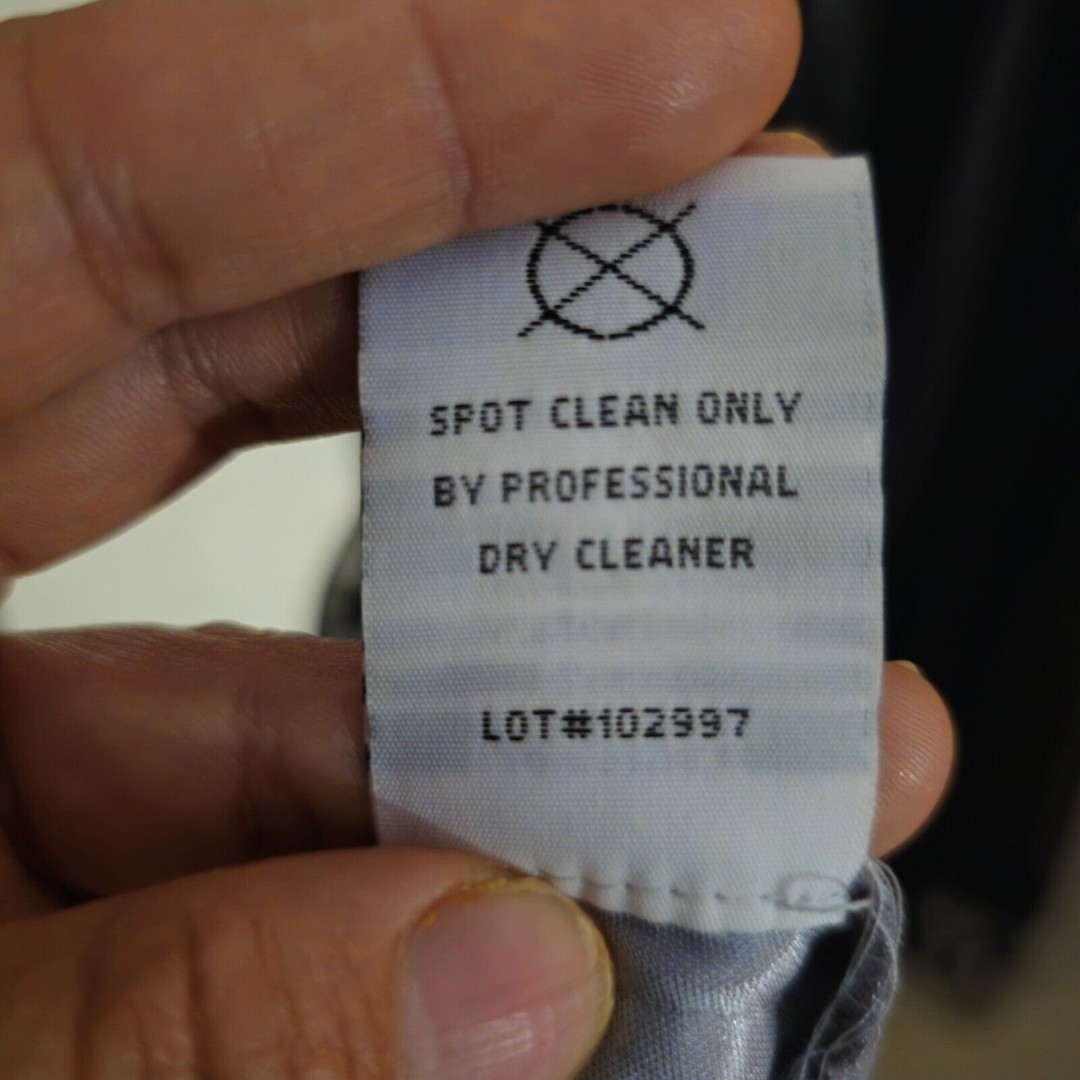 SPOT CLEAN ONLY
BY PROFESSIONAL
DRY CLEANER
LOT#102997